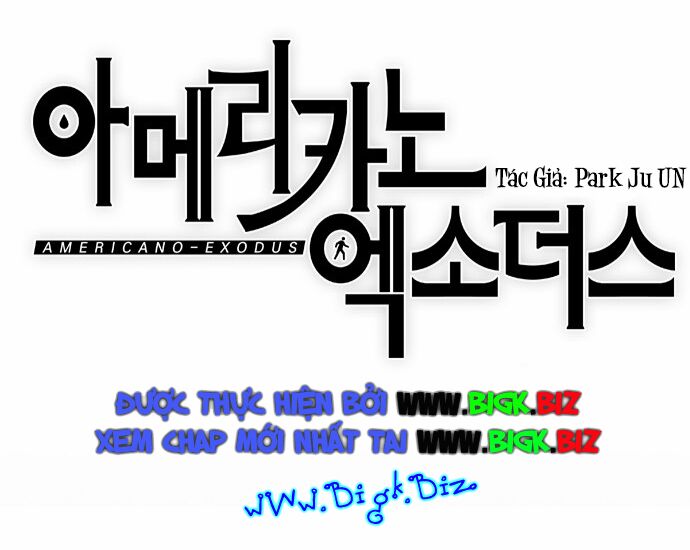 아메리카노
Tác Giả: Park Ju UN
AMERICANO-EXODUS
엑소더스
ĐƯỢC THỰC HIỆN BỞI WWW.BIGK.BIZ
XEM CHAP MỚI NHẤT TẠI WWW.BIGK.BIZ
wWw.BigK.Biz